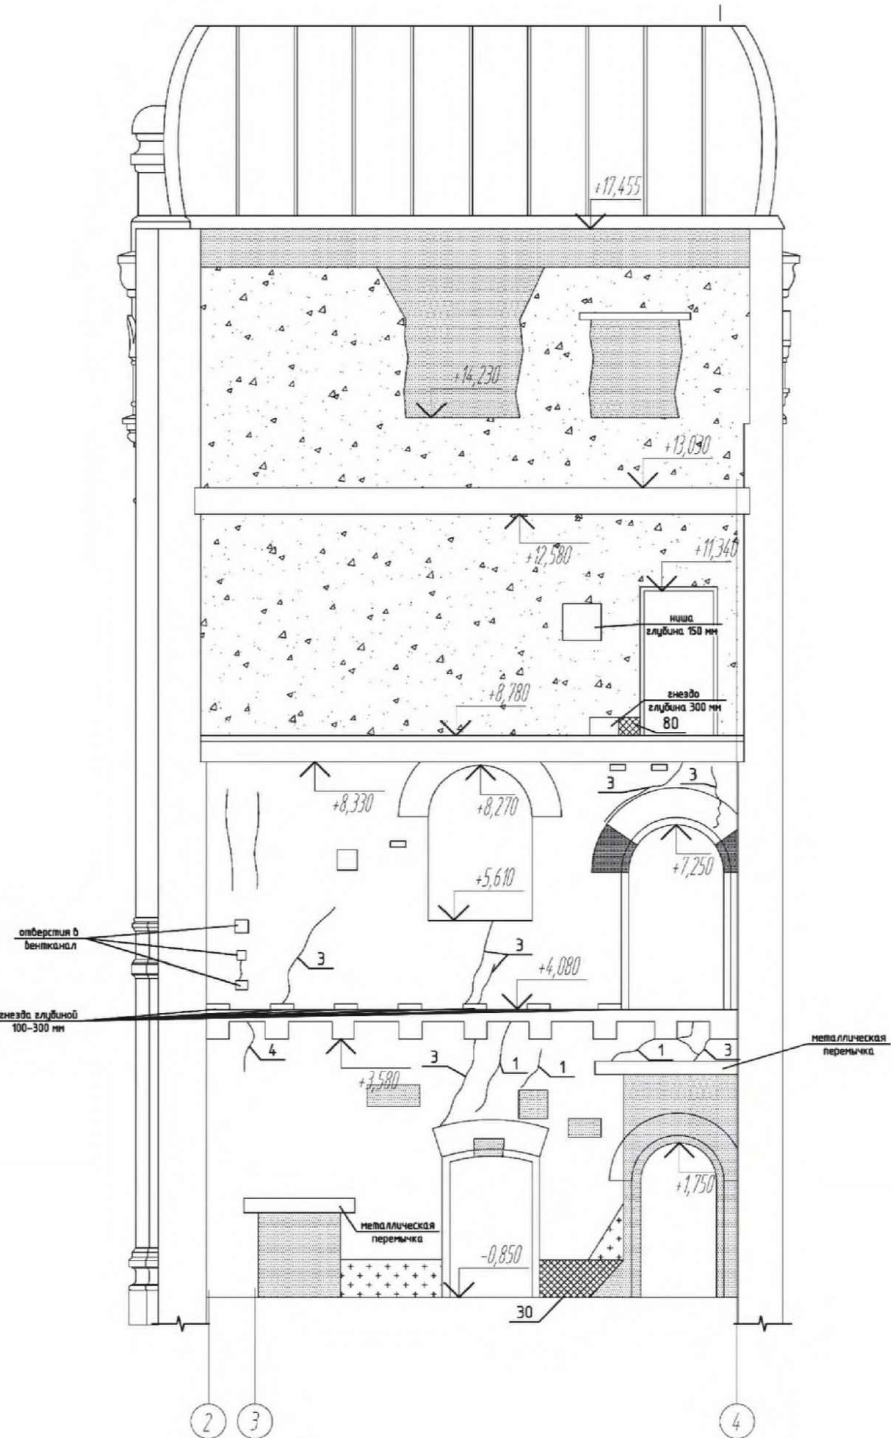 +17,455
+14,230
+13,090
+12,580
+11,340
ниша
глубина 150 мм
+8,780
гнездо
глубина 300 мм
80
+8,330
+8,270
3
3
+7,250
+5,610
отверстия в
вентканал
3
3
+4,080
гнезда глубиной
100-300 мм
4
3
1
1
1
3
металлическая
перемычка
+3,580
+1,750
металлическая
перемычка
-0,850
30
2
3
4